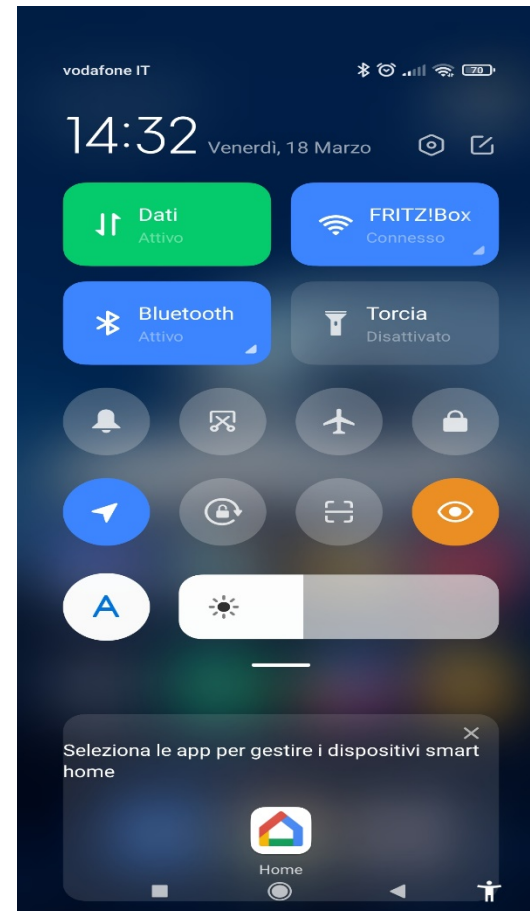 vodafone IT
70
14:32 Venerdì, 18 Marzo
Dati
Attivo
FRITZ!Box
Connesso
Bluetooth
Attivo
Torcia
Disattivato
A
Seleziona le app per gestire i dispositivi smart
home
Home